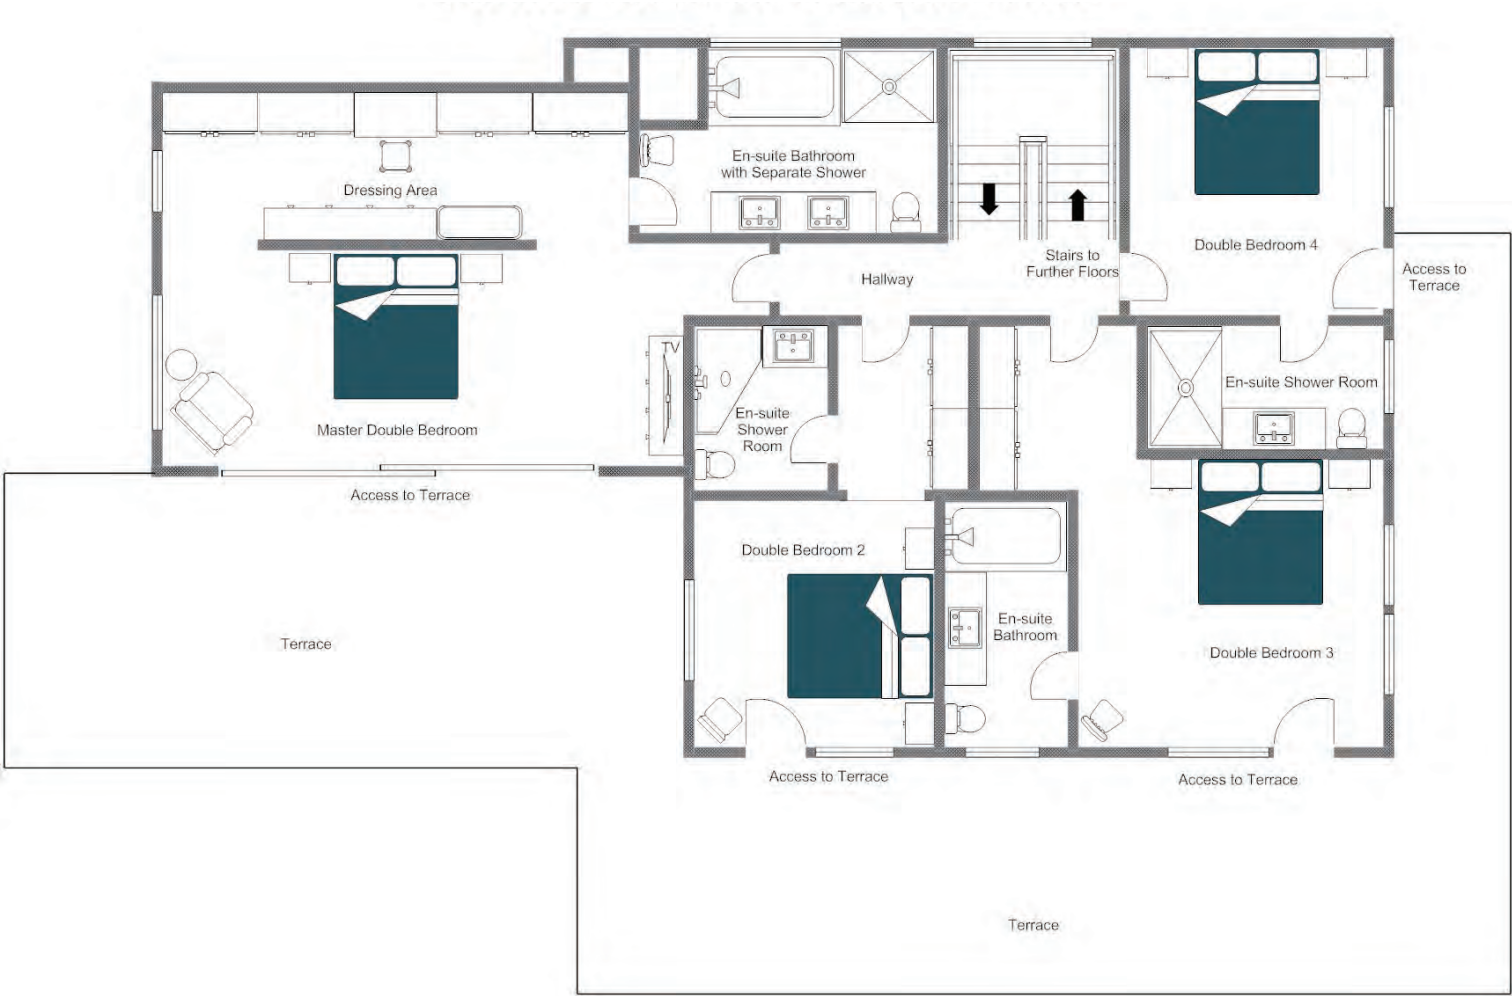 En-suite Bathroom
with Separate Shower
Dressing Area
Double Bedroom 4
Stairs to
Further Floors
Hallway
Access to
Terrace
TV
En-suite Shower Room
En-suite
Shower
Room
Master Double Bedroom
Access to Terrace
Double Bedroom 2
En-suite
Bathroom
Double Bedroom 3
Terrace
Access to Terrace
Access to Terrace
Terrace